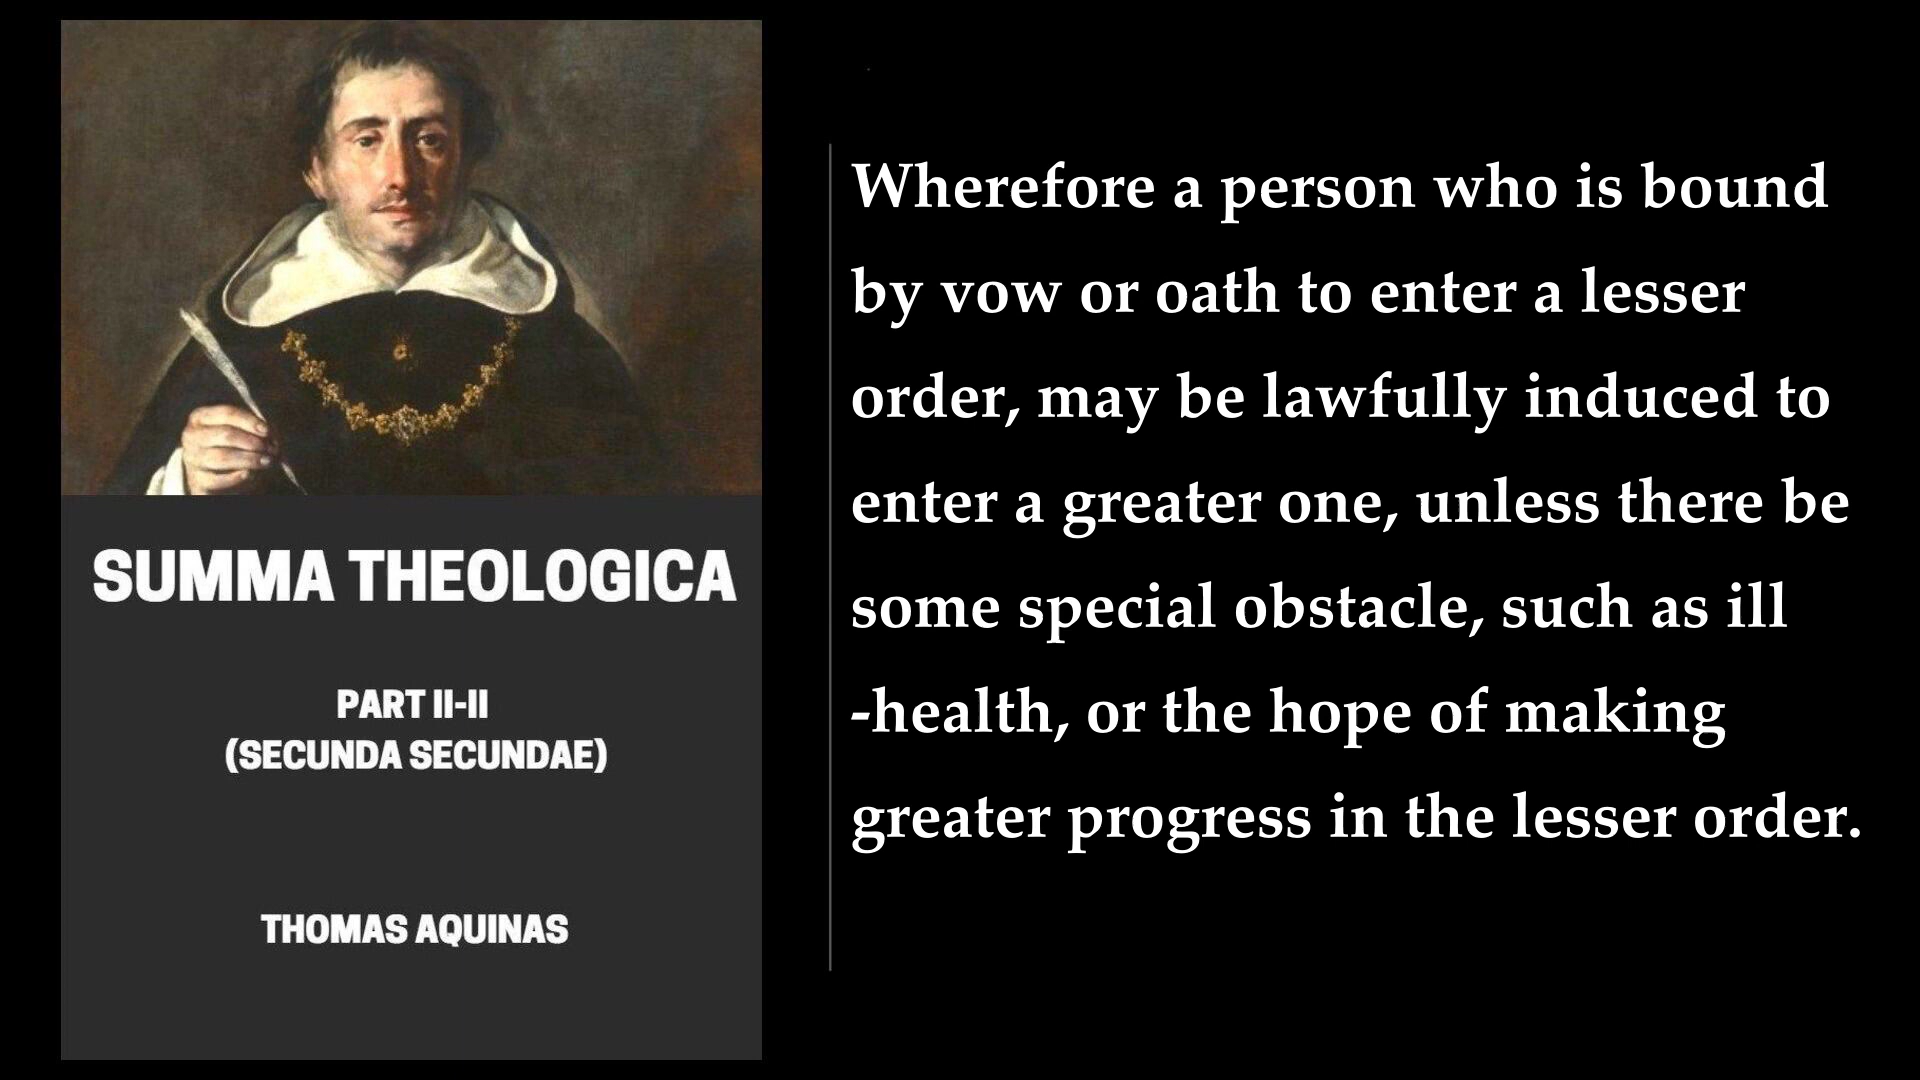 SUMMA THEOLOGICA
PART II-II
(SECUNDA SECUNDAE)
THOMAS AQUINAS
Wherefore a person who is bound
by vow or oath to enter a lesser
order, may be lawfully induced to
enter a greater one, unless there be
some special obstacle, such as ill
-health, or the hope of making
greater progress in the lesser order.